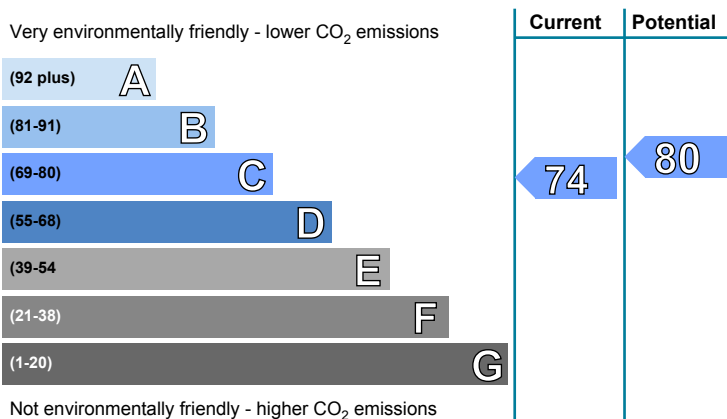 Very environmentally friendly - lower CO2 emissions
Current
Potential
(92 plus) A
(81-91) B
(69-80) C
(55-68) D
(39-54 E
(21-38) F
(1-20) G
74
80
Not environmentally friendly - higher CO2 emissions